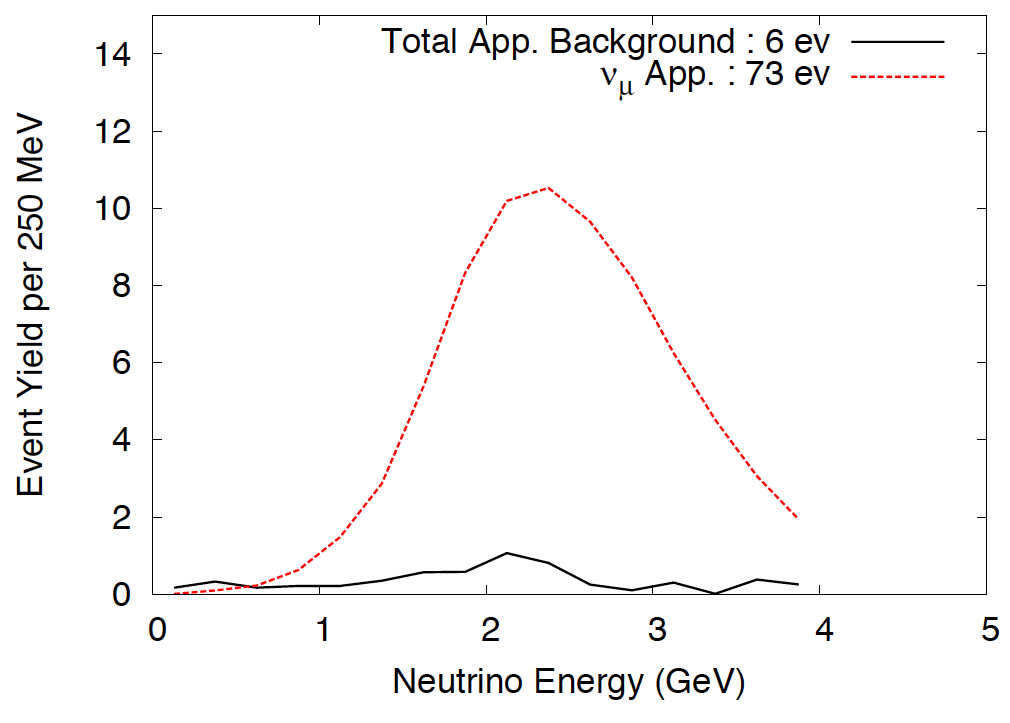 Total App. Background : 6 ev
νμ App. : 73 ev
14
12
10
8
6
4
2
0
Event Yield per 250 MeV
0 1 2 3 4 5
Neutrino Energy (GeV)